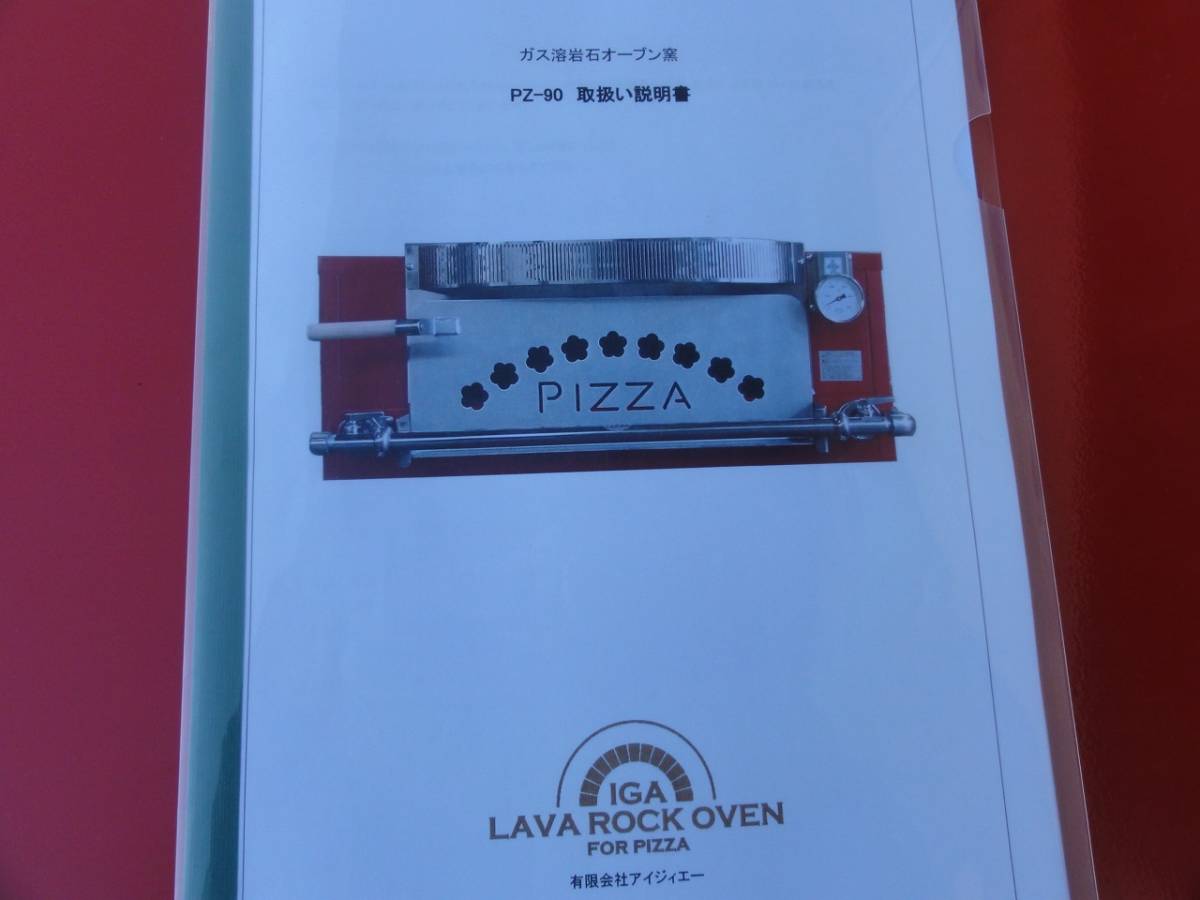 ガス溶岩石オーブン窯
PZ-90 取扱い説明書
PIZZA
IGA
LAVA ROCK OVEN
FOR PIZZA
有限会社アイジィエー